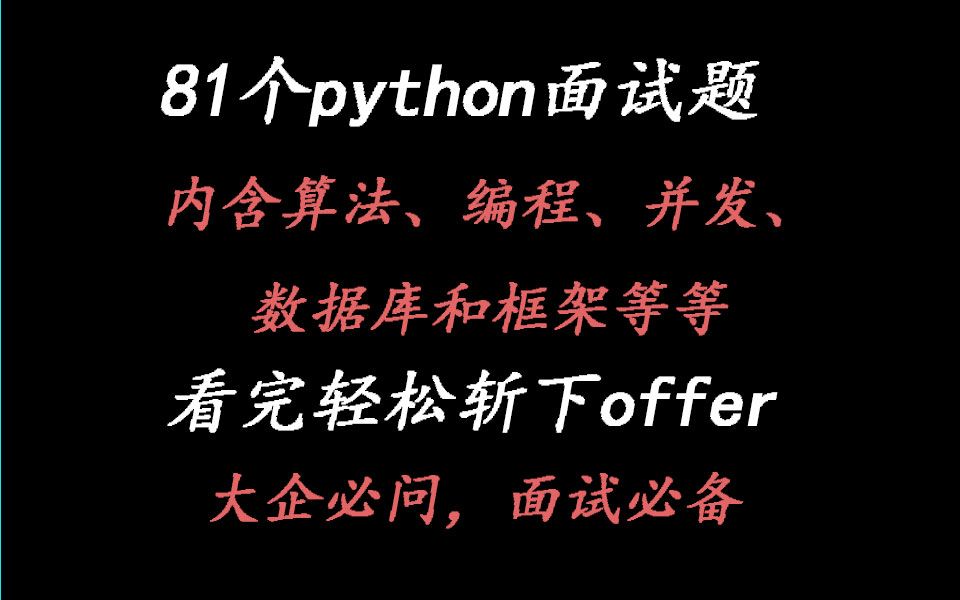 81个python面试题
内含算法、编程、并发、
数据库和框架等等
看完轻松斩下offer
大企必问，面试必备